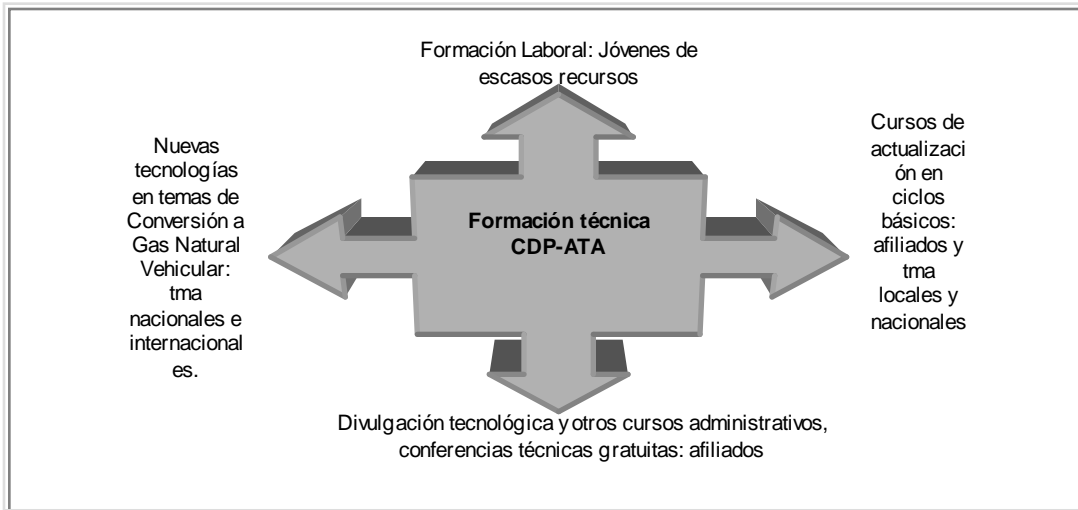 Formación Laboral: Jóvenes de
escasos recursos
Nuevas
tecnologías
en temas de
Conversión a
Gas Natural
Vehicular:
tma
nacionales e
internacional
es.
Formación técnica
CDP-ATA
Cursos de
actualizaci
ón en
ciclos
básicos:
afiliados y
tma
locales y
nacionales
Divulgación tecnológica y otros cursos administrativos,
conferencias técnicas gratuitas: afiliados